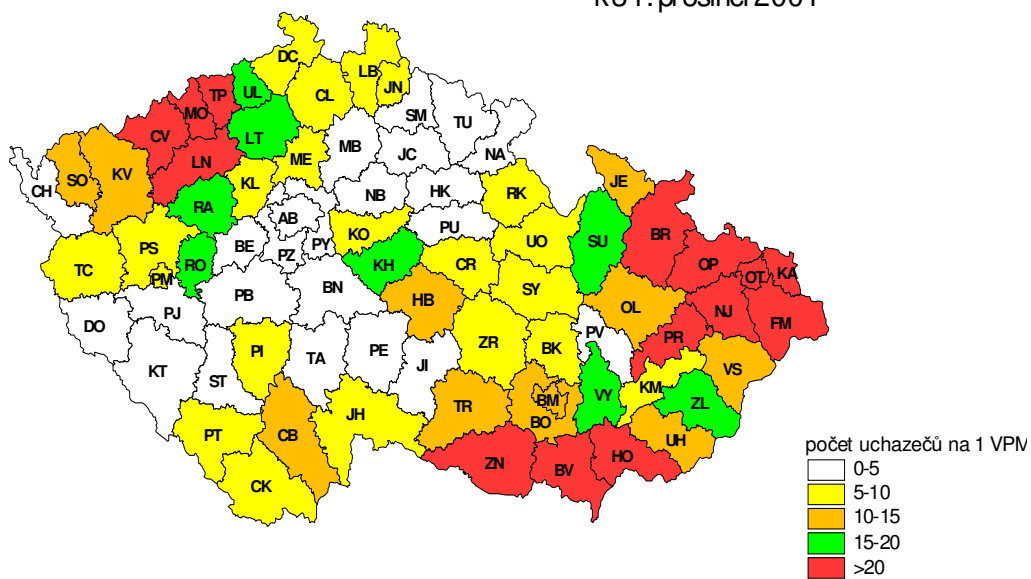 prosinci 2001
DC
LB
JN
TP
UL
CL
MO
SM
TU
CV
LT
MB
JC
NA
ME
LN
CH
SO
KV
KL
NB
HK
RK
JE
RA
AB
KO
PU
UO
SU
BR
PS
BE
PZ
PY
KH
CR
OP
OT
KA
TC
PM
RO
PB
BN
HB
SY
OL
NJ
FM
DO
PJ
PI
TA
PE
JI
ZR
BK
PV
PR
KT
ST
VS
KM
PT
CB
JH
TR
BM
BO
VY
ZL
UH
CK
ZN
BV
HO
počet uchazečů na 1 VPM
0-5
5-10
10-15
15-20
>20